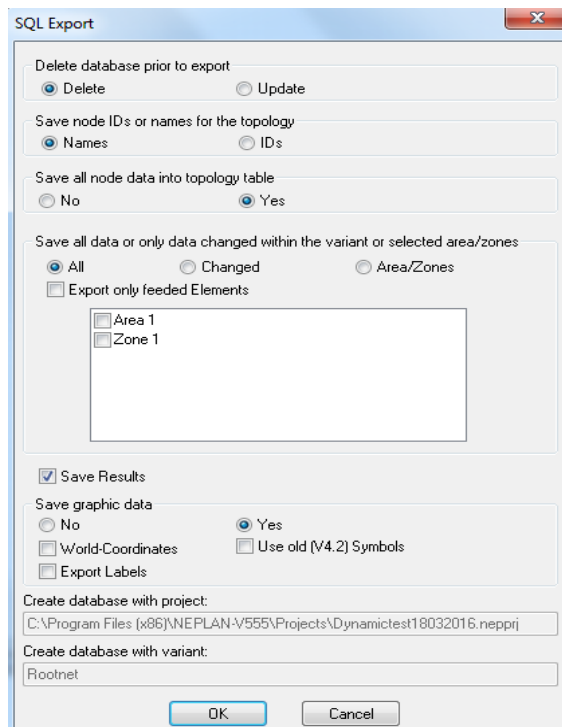 SQL Export
Delete database prior to export
Delete Update
Save node IDs or names for the topology
Names IDs
Save all node data into topology table
No Yes
Save all data or only data changed within the variant or selected area/zones
All Changed Area/Zones
Export only feeded Elements
Area 1
Zone 1
Save Results
Save graphic data
No Yes
World-Coordinates Use old (V4.2) Symbols
Export Labels
Create database with project:
C:\Program Files (x86)\NEPLAN-V555\Projects\Dynamictest18032016.nepprj
Create database with variant:
Rootnet
OK Cancel